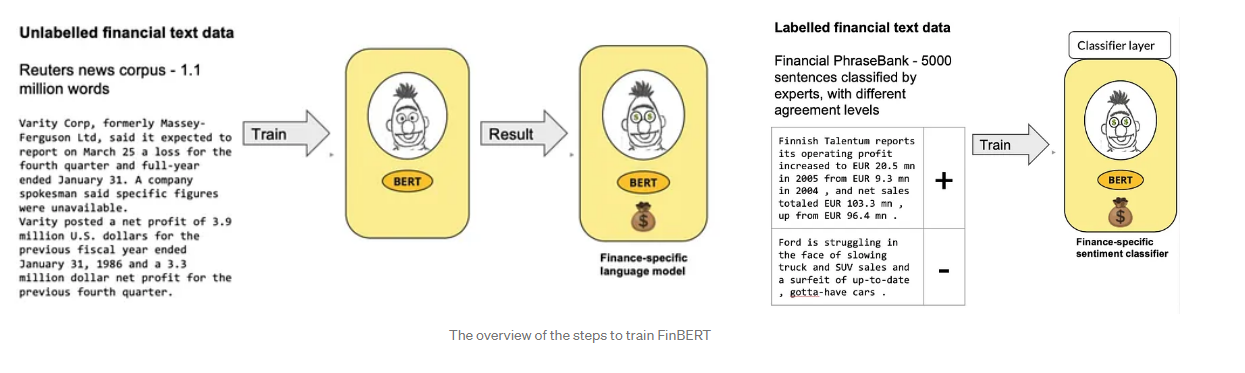 Unlabelled financial text data
Reuters news corpus - 1.1
million words
Varity Corp, formerly Massey-
Ferguson Ltd, said it expected to
report on March 25 a loss for the
fourth quarter and full-year
ended January 31. A company
spokesman said specific figures
were unavailable.
Varity posted a net profit of 3.9
million U.S. dollars for the
previous fiscal year ended
January 31, 1986 and a 3.3
million dollar net profit for the
previous fourth quarter.
Train
BERT
Result
BERT
$
Finance-specific
language model
Labelled financial text data
Financial PhraseBank - 5000
sentences classified by
experts, with different
agreement levels
Finnish Talentum reports
its operating profit
increased to EUR 20.5 mn
in 2005 from EUR 9.3 mn
in 2004 , and net sales
totaled EUR 103.3 mn ,
up from EUR 96.4 mn .
+
Ford is struggling in
the face of slowing
truck and SUV sales and
a surfeit of up-to-date
, gotta-have cars .
-
Train
Classifier layer
BERT
$
Finance-specific
sentiment classifier
The overview of the steps to train FinBERT